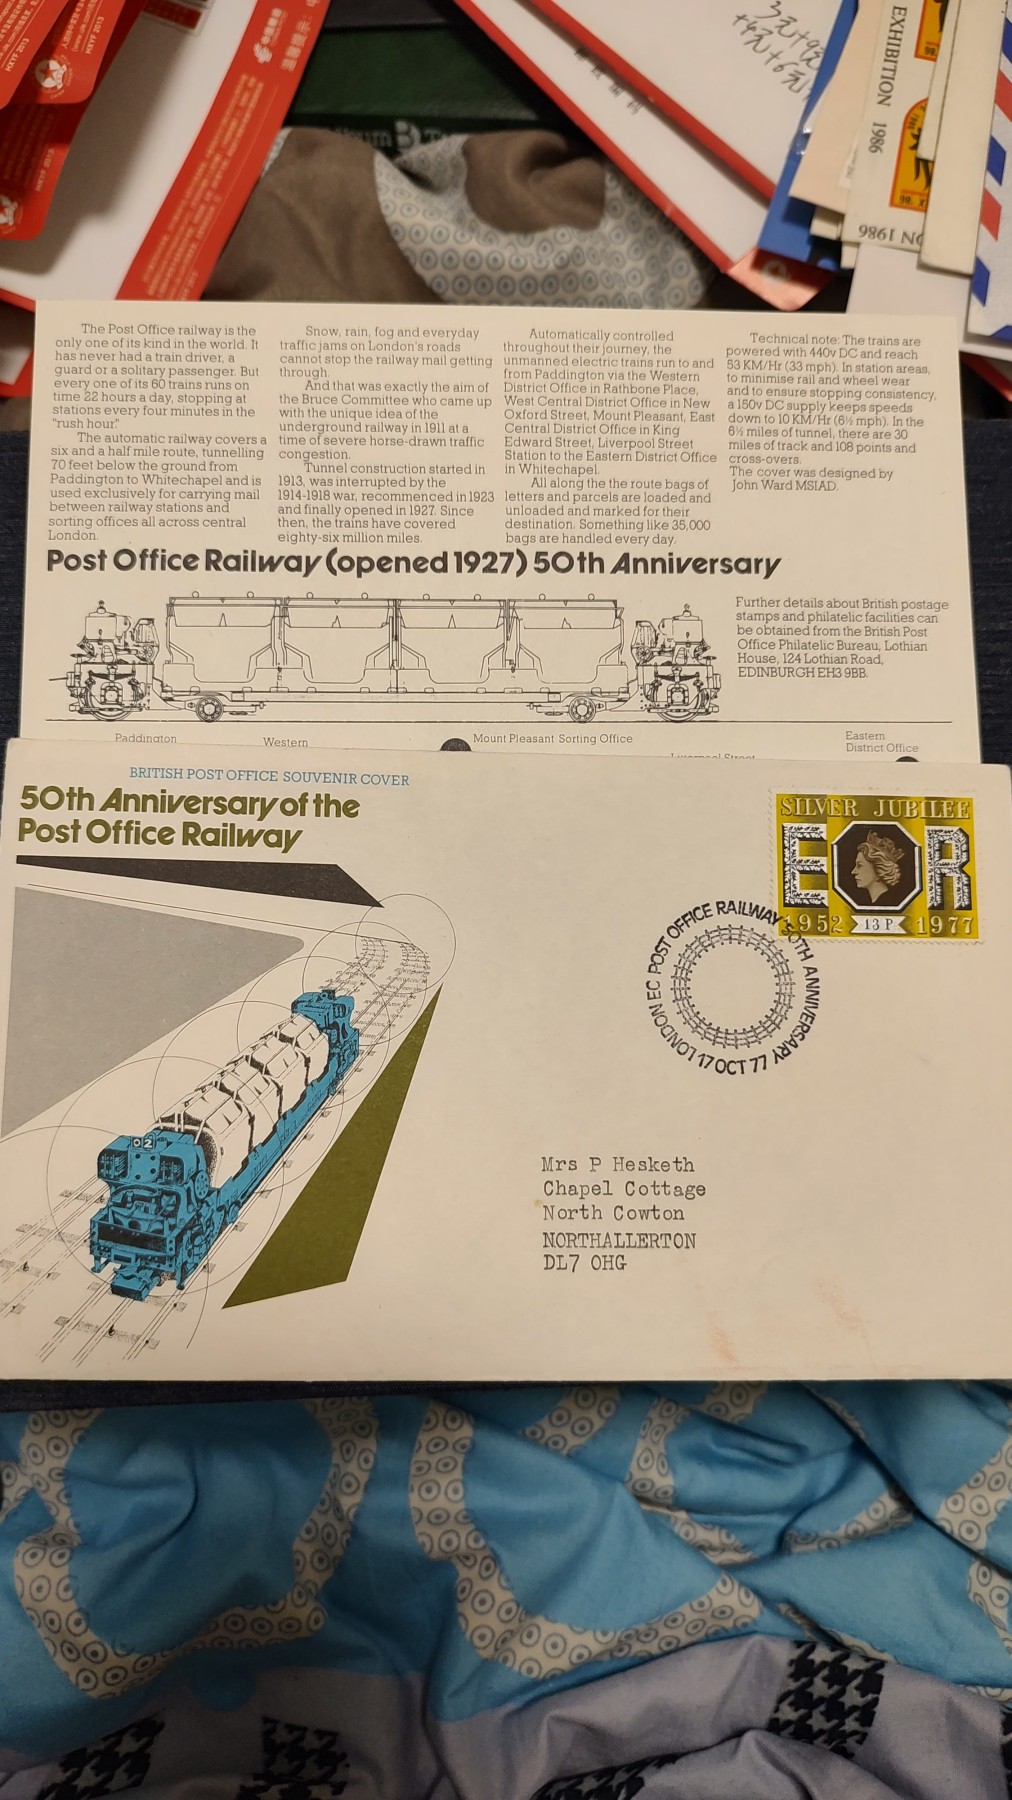 HXYF 2013
HXYF 2013
EXHIBITION 1986
ON 1986
The Post Office railway is the
only one of its kind in the world. It
has never had a train driver, a
guard or a solitary passenger. But
every one of its 60 trains runs on
time 22 hours a day, stopping at
stations every four minutes in the
"rush hour."
The automatic railway covers a
six and a half mile route, tunnelling
70 feet below the ground from
Paddington to Whitechapel and is
used exclusively for carrying mail
between railway stations and
sorting offices all across central
London.
Snow, rain, fog and everyday
traffic jams on London's roads
cannot stop the railway mail getting
through.
And that was exactly the aim of
the Bruce Committee who came up
with the unique idea of the
underground railway in 1911 at a
time of severe horse-drawn traffic
congestion.
Tunnel construction started in
1913, was interrupted by the
1914-1918 war, recommenced in 1923
and finally opened in 1927. Since
then, the trains have covered
eighty-six million miles.
Automatically controlled
throughout their journey, the
unmanned electric trains run to and
from Paddington via the Western
District Office in Rathbone Place,
West Central District Office in New
Oxford Street, Mount Pleasant, East
Central District Office in King
Edward Street, Liverpool Street
Station to the Eastern District Office
in Whitechapel.
All along the the route bags of
letters and parcels are loaded and
unloaded and marked for their
destination. Something like 35,000
bags are handled every day.
Technical note: The trains are
powered with 440v DC and reach
53 KM/Hr (33 mph). In station areas,
to minimise rail and wheel wear
and to ensure stopping consistency,
a 150v DC supply keeps speeds
down to 10 KM/Hr (6½ mph). In the
6½ miles of tunnel, there are 30
miles of track and 108 points and
cross-overs.
The cover was designed by
John Ward MSIAD.
Post Office Railway (opened 1927) 50th Anniversary
Further details about British postage
stamps and philatelic facilities can
be obtained from the British Post
Office Philatelic Bureau, Lothian
House, 124 Lothian Road,
EDINBURGH EH3 9BB.
Paddington
Western
Mount Pleasant Sorting Office
Liverpool Street
Eastern
District Office
BRITISH POST OFFICE SOUVENIR COVER
50th Anniversary of the
Post Office Railway
02
SILVER JUBILEE
E R
1952 13P 1977
POST OFFICE RAILWAY 50TH ANNIVERSARY
LONDON EC
17 OCT 77
Mrs P Hesketh
Chapel Cottage
North Cowton
NORTHALLERTON
DL7 OHG